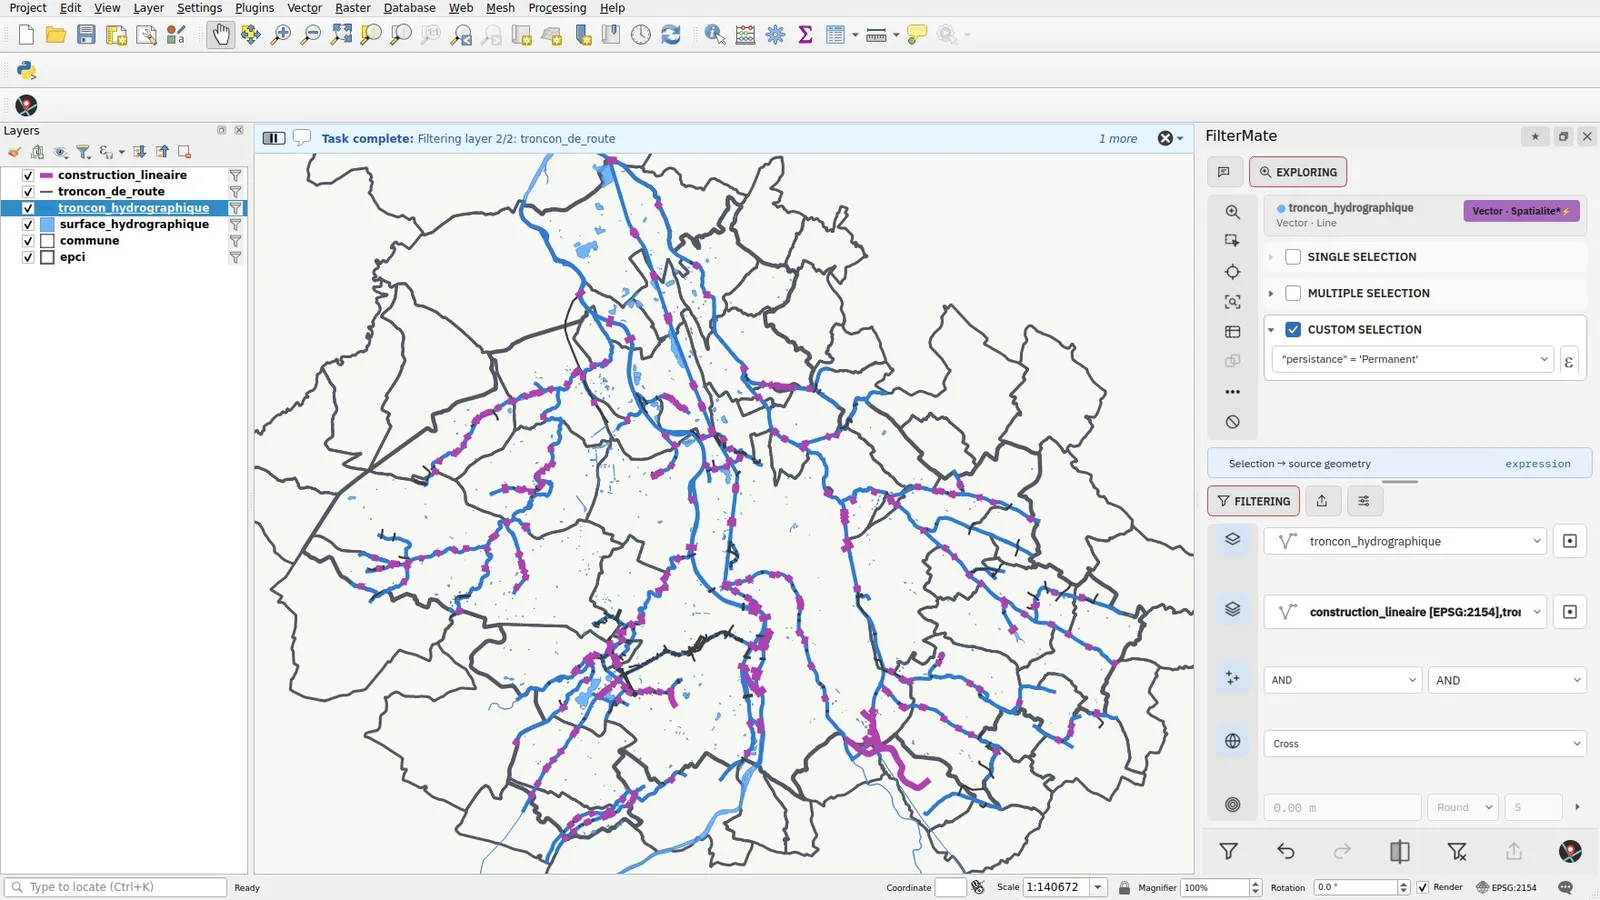 Project Edit View Layer Settings Plugins Vector Raster Database Web Mesh Processing Help
Layers
construction_lineaire
troncon_de_route
troncon_hydrographique
surface_hydrographique
commune
epci
Task complete: Filtering layer 2/2: troncon_de_route
1 more
FilterMate
EXPLORING
troncon_hydrographique
Vector · Line
Vector · Spatialite*⚡
SINGLE SELECTION
MULTIPLE SELECTION
CUSTOM SELECTION
"persistance" = 'Permanent'
ε
Selection → source geometry expression
FILTERING
troncon_hydrographique
construction_lineaire [EPSG:2154],tror
AND AND
Cross
0.00 m Round 5
Type to locate (Ctrl+K)
Ready
Coordinate
Scale 1:140672
Magnifier 100%
Rotation 0.0 °
Render
EPSG:2154